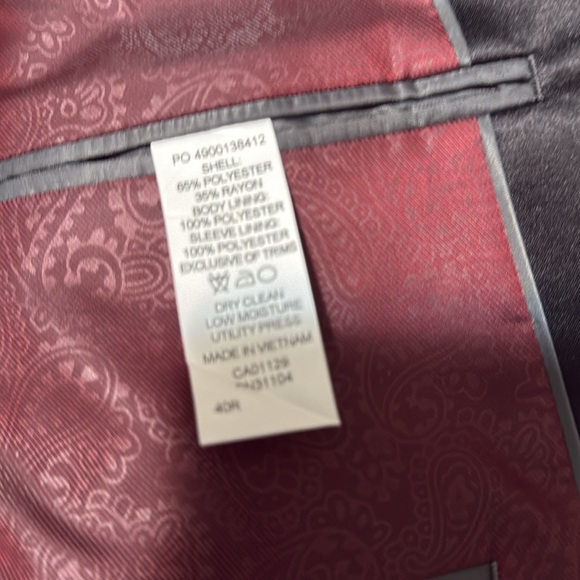 PO 4900138412
SHELL:
65% POLYESTER
35% RAYON
BODY LINING:
100% POLYESTER
SLEEVE LINING:
100% POLYESTER
EXCLUSIVE OF TRIMS
DRY CLEAN
LOW MOISTURE
UTILITY PRESS
MADE IN VIETNAM
CA01129
40R